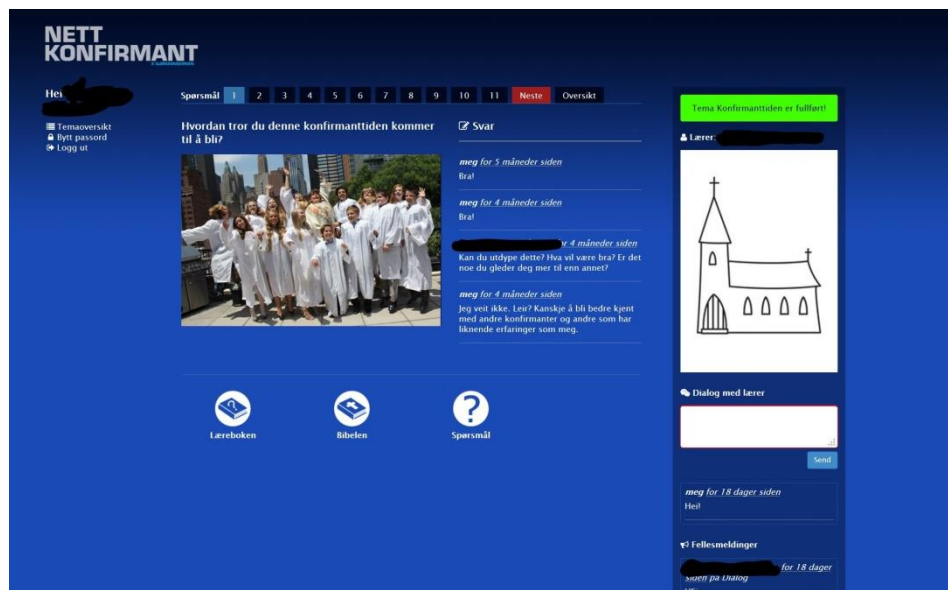 NETT
KONFIRMANT
Hei
Temaoversikt
Bytt passord
Logg ut
Spørsmål 1 2 3 4 5 6 7 8 9 10 11 Neste Oversikt
Hvordan tror du denne konfirmanttiden kommer
til å bli?
Svar
meg for 5 måneder siden
Bra!
meg for 4 måneder siden
Bra!
for 4 måneder siden
Kan du utdype dette? Hva vil være bra? Er det
noe du gleder deg mer til enn annet?
meg for 4 måneder siden
Jeg veit ikke. Leir? Kanskje å bli bedre kjent
med andre konfirmanter og andre som har
liknende erfaringer som meg.
Læreboken
Bibelen
Spørsmål
Tema Konfirmanttiden er fullført!
Lærer:
Dialog med lærer
Send
meg for 18 dager siden
Hei!
Fellesmeldinger
for 18 dager
siden på Dialog